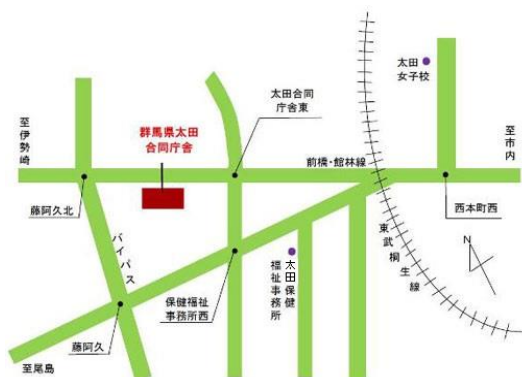 太田
女子校
太田合同
庁舎東
至伊勢崎
群馬県太田
合同庁舎
至市内
前橋・館林線
藤阿久北
西本町西
バイパス
東武桐生線
N
太田保健
福祉事務所
保健福祉
事務所西
藤阿久
至尾島